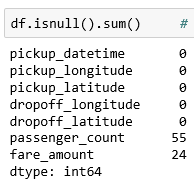 df.isnull().sum()      #
pickup_datetime       0
pickup_longitude      0
pickup_latitude       0
dropoff_longitude     0
dropoff_latitude      0
passenger_count      55
fare_amount          24
dtype: int64